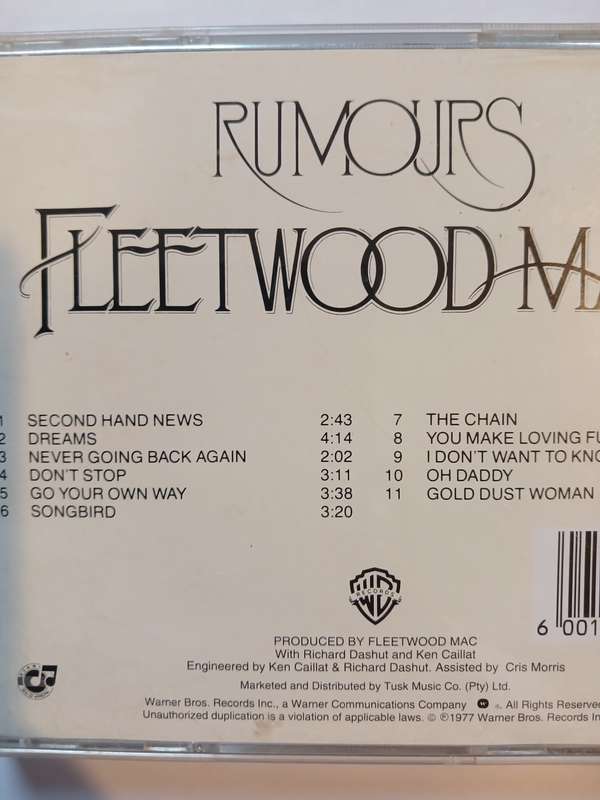 RUMOURS
FLEETWOOD MA
1 SECOND HAND NEWS 2:43
2 DREAMS 4:14
3 NEVER GOING BACK AGAIN 2:02
4 DON'T STOP 3:11
5 GO YOUR OWN WAY 3:38
6 SONGBIRD 3:20
7 THE CHAIN
8 YOU MAKE LOVING FU
9 I DON'T WANT TO KNO
10 OH DADDY
11 GOLD DUST WOMAN
WB
RECORDS
6 001
PRODUCED BY FLEETWOOD MAC
With Richard Dashut and Ken Caillat
Engineered by Ken Caillat & Richard Dashut. Assisted by Cris Morris
Marketed and Distributed by Tusk Music Co. (Pty) Ltd.
Warner Bros. Records Inc., a Warner Communications Company ®. All Rights Reserve
Unauthorized duplication is a violation of applicable laws. © ℗ 1977 Warner Bros. Records In